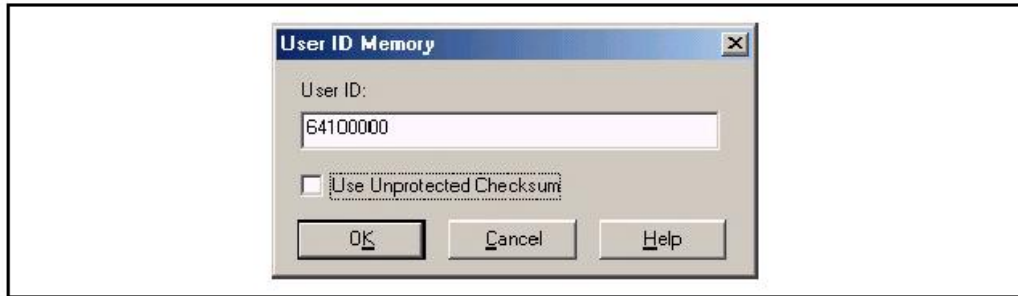 User ID Memory
User ID:
64100000
Use Unprotected Checksum
OK Cancel Help